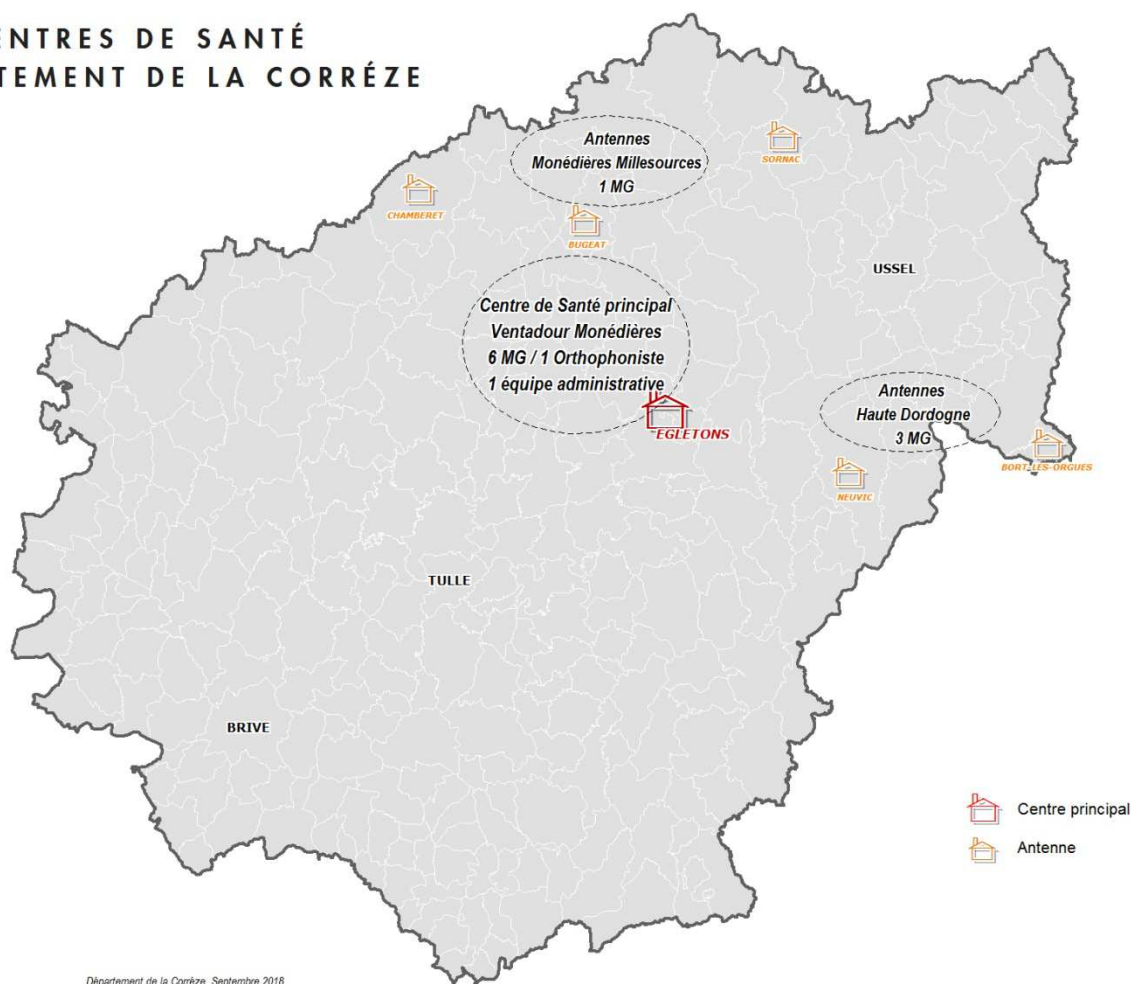 ENTRES DE SANTÉ
TEMENT DE LA CORRÉZE
Antennes
Monédières Millesources
1 MG
SORNAC
CHAMBERET
BUGEAT
USSEL
Centre de Santé principal
Ventadour Monédières
6 MG / 1 Orthophoniste
1 équipe administrative
EGLETONS
Antennes
Haute Dordogne
3 MG
BORT-LES-ORGUES
NEUVIC
TULLE
BRIVE
Centre principal
Antenne
Département de la Corrèze, Septembre 2018